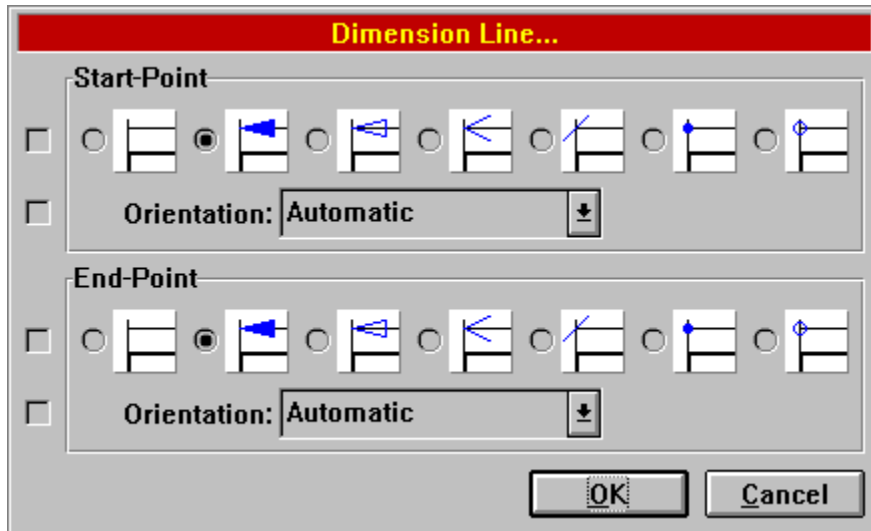 Dimension Line...
Start-Point
Orientation: Automatic
End-Point
Orientation: Automatic
OK Cancel